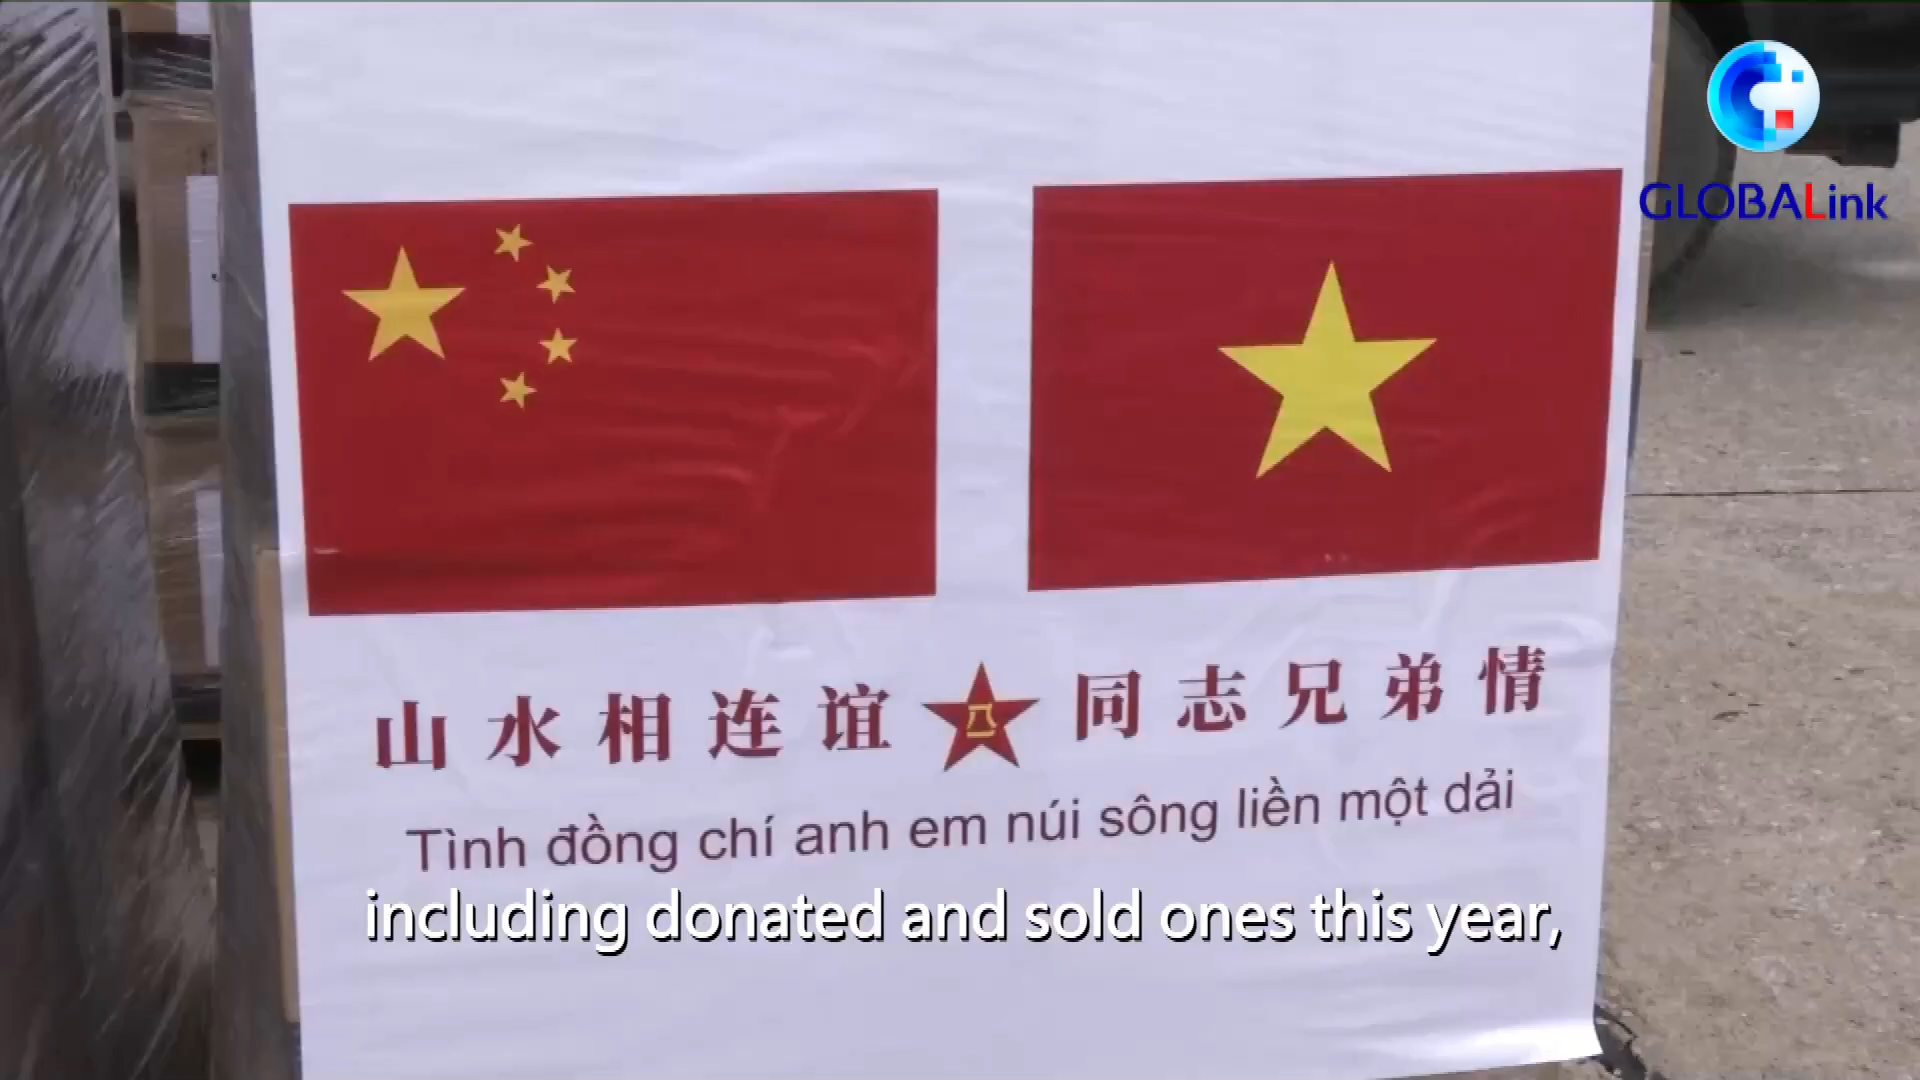 GLOBALink
山水相连谊 八一 同志兄弟情
Tình đồng chí anh em núi sông liền một dải
including donated and sold ones this year,